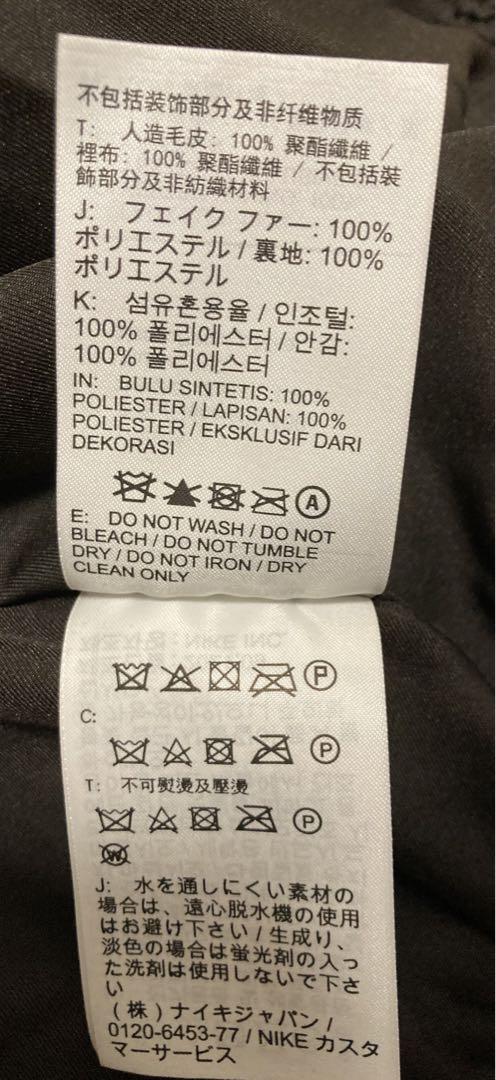 不包括装饰部分及非纤维物质
T: 人造毛皮: 100% 聚酯纖維 /
裡布: 100% 聚酯纖維 / 不包括裝
飾部分及非紡織材料
J: フェイク ファー: 100%
ポリエステル / 裏地: 100%
ポリエステル
K: 섬유혼용율 / 인조털:
100% 폴리에스터 / 안감:
100% 폴리에스터
IN: BULU SINTETIS: 100%
POLIESTER / LAPISAN: 100%
POLIESTER / EKSKLUSIF DARI
DEKORASI
A
E: DO NOT WASH / DO NOT
BLEACH / DO NOT TUMBLE
DRY / DO NOT IRON / DRY
CLEAN ONLY
P
C:
P
T: 不可熨燙及壓燙
P
W
J: 水を通しにくい素材の
場合は、遠心脱水機の使用
はお避け下さい / 生成り、
淡色の場合は蛍光剤の入っ
た洗剤は使用しないで下さ
い
(株) ナイキジャパン /
0120-6453-77 / NIKE カスタ
マーサービス